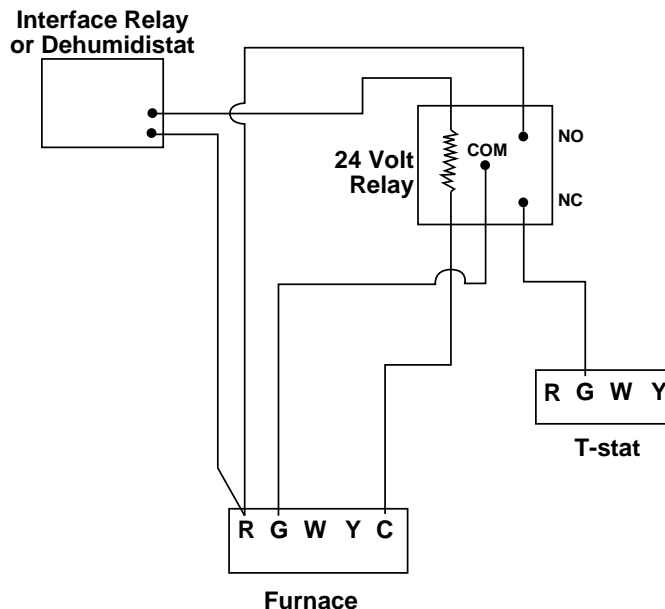 Interface Relay
or Dehumidistat
24 Volt
Relay
COM
NO
NC
R G W Y
T-stat
R G W Y C
Furnace